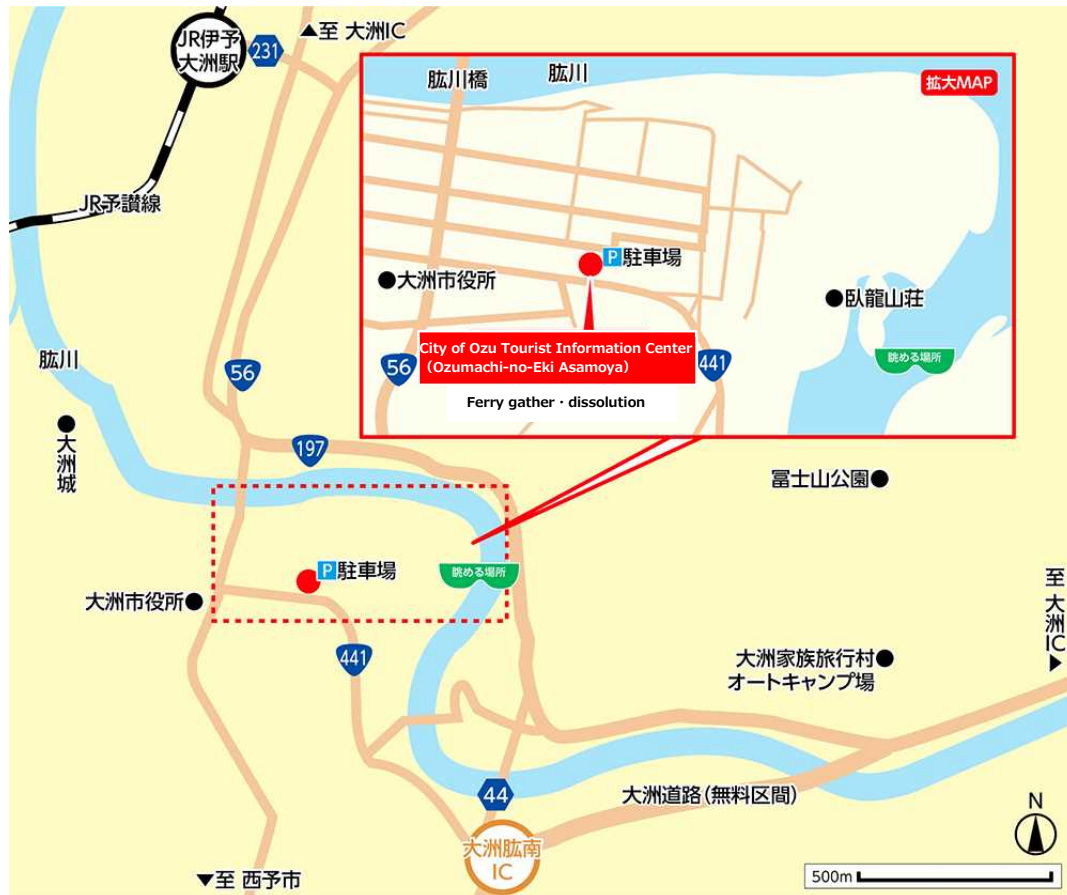 JR伊予
大洲駅
231
▲至 大洲IC
JR予讃線
肱川橋
肱川
拡大MAP
P駐車場
大洲市役所
臥龍山荘
City of Ozu Tourist Information Center
（Ozumachi-no-Eki Asamoya）
56
441
眺める場所
Ferry gather・dissolution
肱川
56
大洲城
197
冨士山公園
P駐車場
眺める場所
大洲市役所
441
至 大洲IC▶
大洲家族旅行村
オートキャンプ場
44
大洲道路(無料区間)
大洲肱南
IC
▼至 西予市
N
500m